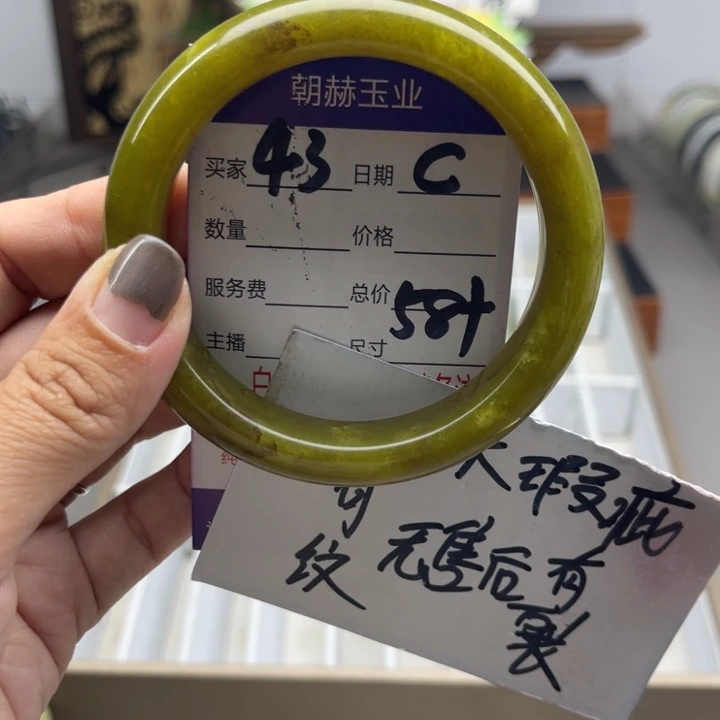 朝赫玉业
买家 43 日期 C
数量 价格
服务费 总价
主播 尺寸 58+
大瑕疵
无售后有
纹
裂